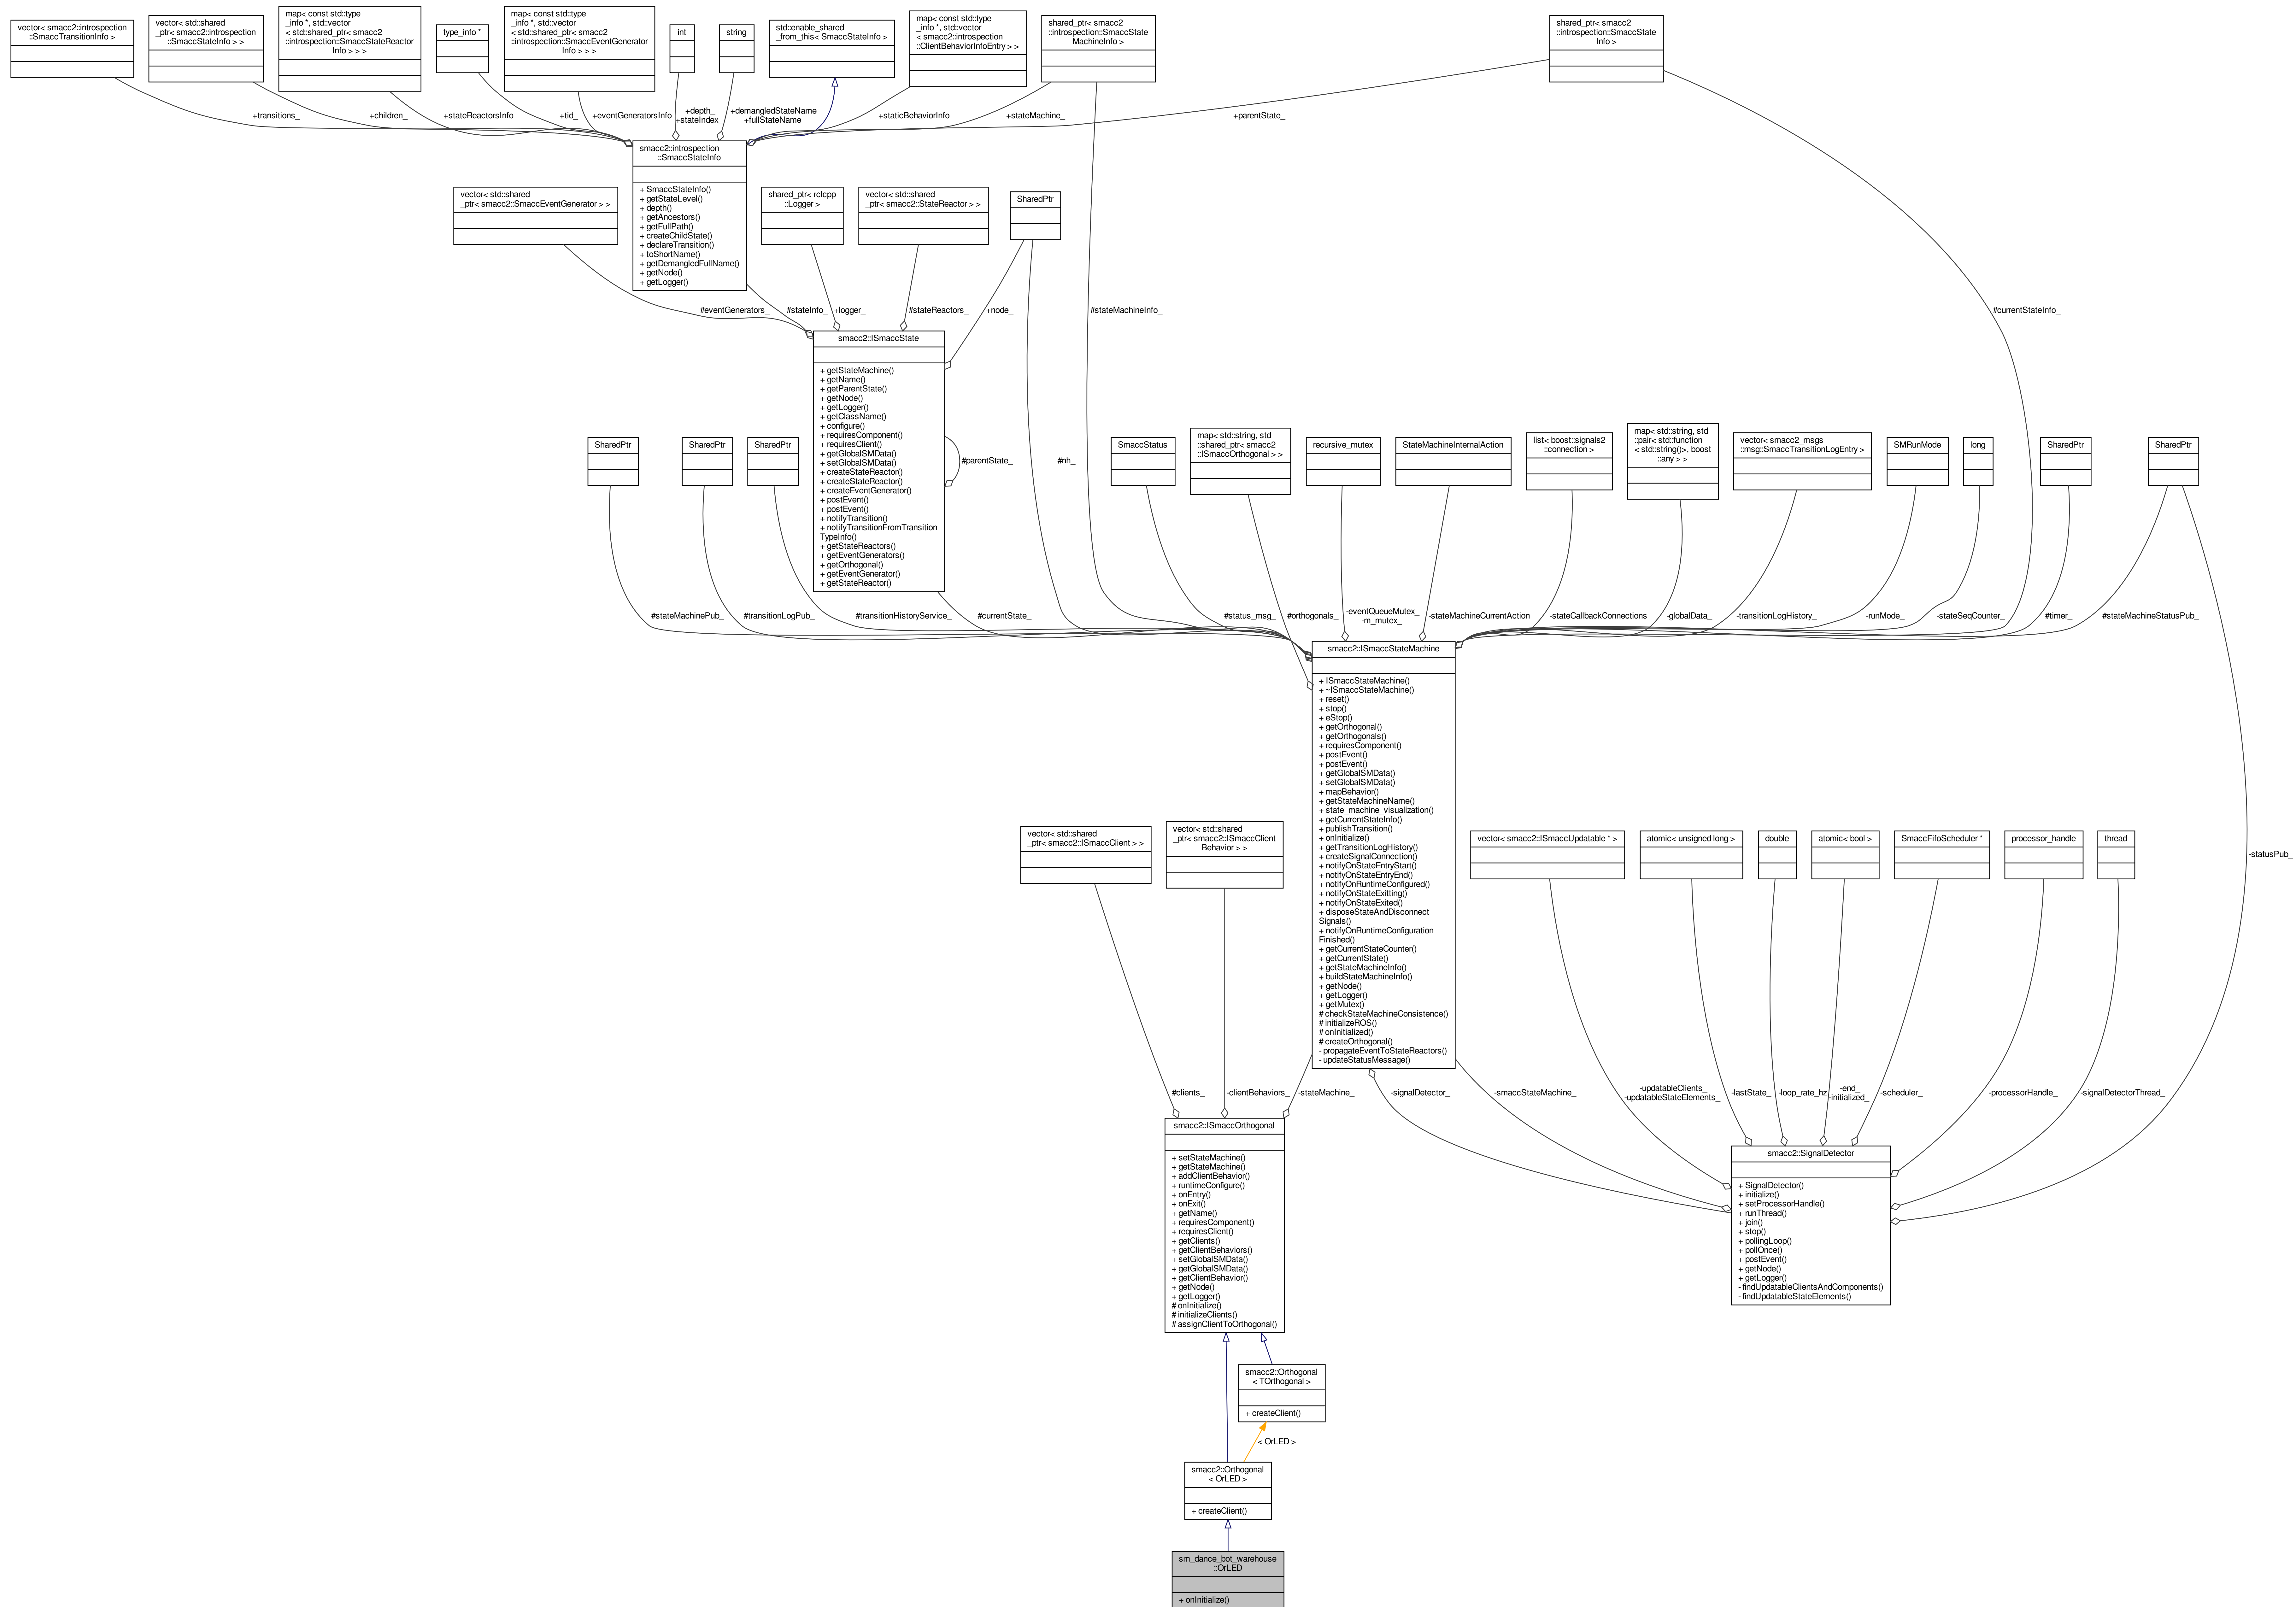 vector< smacc2::introspection
::SmaccTransitionInfo >
vector< std::shared
_ptr< smacc2::introspection
::SmaccStateInfo > >
map< const std::type
_info *, std::vector
< std::shared_ptr< smacc2
::introspection::SmaccStateReactor
Info > > >
type_info *
map< const std::type
_info *, std::vector
< std::shared_ptr< smacc2
::introspection::SmaccEventGenerator
Info > > >
int
string
std::enable_shared
_from_this< SmaccStateInfo >
map< const std::type
_info *, std::vector
< smacc2::introspection
::ClientBehaviorInfoEntry > >
shared_ptr< smacc2
::introspection::SmaccState
MachineInfo >
shared_ptr< smacc2
::introspection::SmaccState
Info >
+transitions_
+children_
+stateReactorsInfo
+tid_
+eventGeneratorsInfo
+depth_
+stateIndex_
+demangledStateName
+fullStateName
+staticBehaviorInfo
+stateMachine_
+parentState_
smacc2::introspection
::SmaccStateInfo
+ SmaccStateInfo()
+ getStateLevel()
+ depth()
+ getAncestors()
+ getFullPath()
+ createChildState()
+ declareTransition()
+ toShortName()
+ getDemangledFullName()
+ getNode()
+ getLogger()
vector< std::shared
_ptr< smacc2::SmaccEventGenerator > >
shared_ptr< rclcpp
::Logger >
vector< std::shared
_ptr< smacc2::StateReactor > >
SharedPtr
#eventGenerators_
#stateInfo_
+logger_
#stateReactors_
+node_
#stateMachineInfo_
#currentStateInfo_
smacc2::ISmaccState
+ getStateMachine()
+ getName()
+ getParentState()
+ getNode()
+ getLogger()
+ getClassName()
+ configure()
+ requiresComponent()
+ requiresClient()
+ getGlobalSMData()
+ setGlobalSMData()
+ createStateReactor()
+ createStateReactor()
+ createEventGenerator()
+ postEvent()
+ postEvent()
+ notifyTransition()
+ notifyTransitionFromTransition
TypeInfo()
+ getStateReactors()
+ getEventGenerators()
+ getOrthogonal()
+ getEventGenerator()
+ getStateReactor()
#parentState_
#nh_
SharedPtr
SharedPtr
SharedPtr
SmaccStatus
map< std::string, std
::shared_ptr< smacc2
::ISmaccOrthogonal > >
recursive_mutex
StateMachineInternalAction
list< boost::signals2
::connection >
map< std::string, std
::pair< std::function
< std::string()>, boost
::any > >
vector< smacc2_msgs
::msg::SmaccTransitionLogEntry >
SMRunMode
long
SharedPtr
SharedPtr
#stateMachinePub_
#transitionLogPub_
#transitionHistoryService_
#currentState_
#status_msg_
#orthogonals_
-eventQueueMutex_
-m_mutex_
-stateMachineCurrentAction
-stateCallbackConnections
-globalData_
-transitionLogHistory_
-runMode_
-stateSeqCounter_
#timer_
#stateMachineStatusPub_
smacc2::ISmaccStateMachine
+ ISmaccStateMachine()
+ ~ISmaccStateMachine()
+ reset()
+ stop()
+ eStop()
+ getOrthogonal()
+ getOrthogonals()
+ requiresComponent()
+ postEvent()
+ postEvent()
+ getGlobalSMData()
+ setGlobalSMData()
+ mapBehavior()
+ getStateMachineName()
+ state_machine_visualization()
+ getCurrentStateInfo()
+ publishTransition()
+ onInitialize()
+ getTransitionLogHistory()
+ createSignalConnection()
+ notifyOnStateEntryStart()
+ notifyOnStateEntryEnd()
+ notifyOnRuntimeConfigured()
+ notifyOnStateExitting()
+ notifyOnStateExited()
+ disposeStateAndDisconnect
Signals()
+ notifyOnRuntimeConfiguration
Finished()
+ getCurrentStateCounter()
+ getCurrentState()
+ getStateMachineInfo()
+ buildStateMachineInfo()
+ getNode()
+ getLogger()
+ getMutex()
# checkStateMachineConsistence()
# initializeROS()
# onInitialized()
# createOrthogonal()
- propagateEventToStateReactors()
- updateStatusMessage()
vector< std::shared
_ptr< smacc2::ISmaccClient > >
vector< std::shared
_ptr< smacc2::ISmaccClient
Behavior > >
vector< smacc2::ISmaccUpdatable * >
atomic< unsigned long >
double
atomic< bool >
SmaccFifoScheduler *
processor_handle
thread
-statusPub_
#clients_
-clientBehaviors_
-stateMachine_
-signalDetector_
-smaccStateMachine_
-updatableClients_
-updatableStateElements_
-lastState_
-loop_rate_hz
-end_
-initialized_
-scheduler_
-processorHandle_
-signalDetectorThread_
smacc2::ISmaccOrthogonal
+ setStateMachine()
+ getStateMachine()
+ addClientBehavior()
+ runtimeConfigure()
+ onEntry()
+ onExit()
+ getName()
+ requiresComponent()
+ requiresClient()
+ getClients()
+ getClientBehaviors()
+ setGlobalSMData()
+ getGlobalSMData()
+ getClientBehavior()
+ getNode()
+ getLogger()
# onInitialize()
# initializeClients()
# assignClientToOrthogonal()
smacc2::SignalDetector
+ SignalDetector()
+ initialize()
+ setProcessorHandle()
+ runThread()
+ join()
+ stop()
+ pollingLoop()
+ pollOnce()
+ postEvent()
+ getNode()
+ getLogger()
- findUpdatableClientsAndComponents()
- findUpdatableStateElements()
smacc2::Orthogonal
< TOrthogonal >
+ createClient()
< OrLED >
smacc2::Orthogonal
< OrLED >
+ createClient()
sm_dance_bot_warehouse
::OrLED
+ onInitialize()